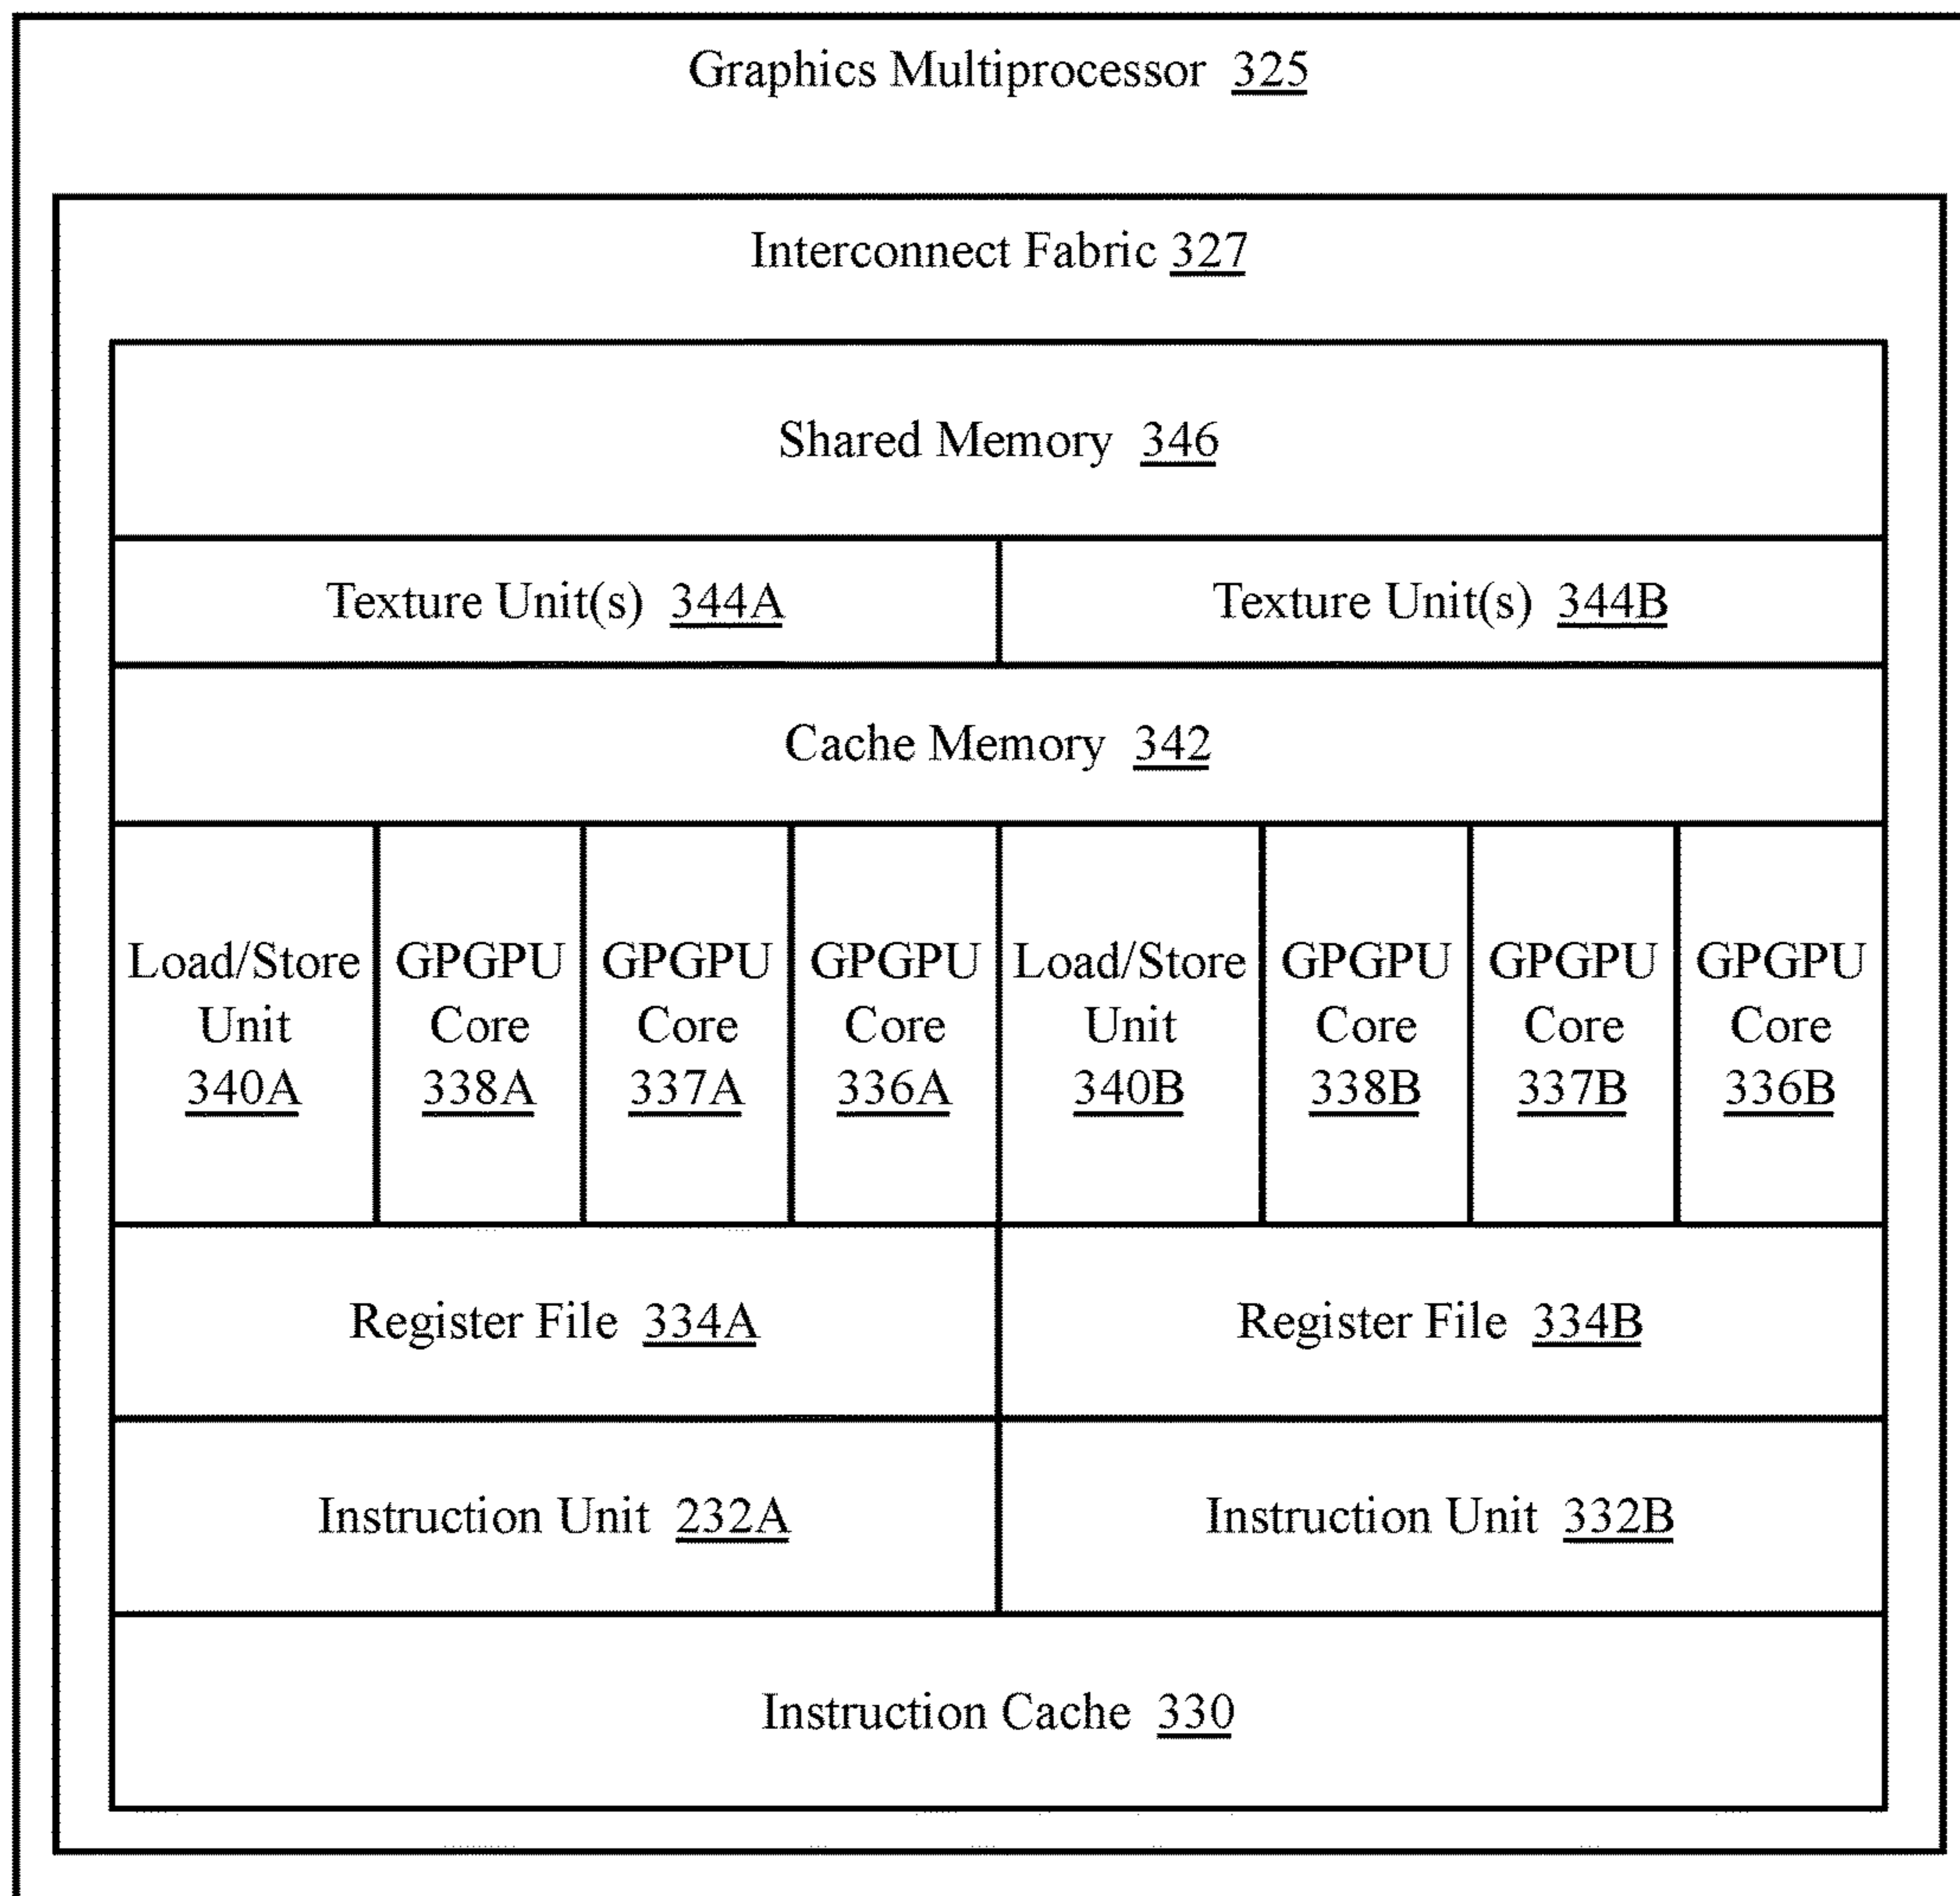 Graphics Multiprocessor 325
Interconnect Fabric 327
Shared Memory 346
Texture Unit(s) 344A
Texture Unit(s) 344B
Cache Memory 342
Load/Store
Unit
340A
GPGPU
Core
338A
GPGPU
Core
337A
GPGPU
Core
336A
Load/Store
Unit
340B
GPGPU
Core
338B
GPGPU
Core
337B
GPGPU
Core
336B
Register File 334A
Register File 334B
Instruction Unit 232A
Instruction Unit 332B
Instruction Cache 330